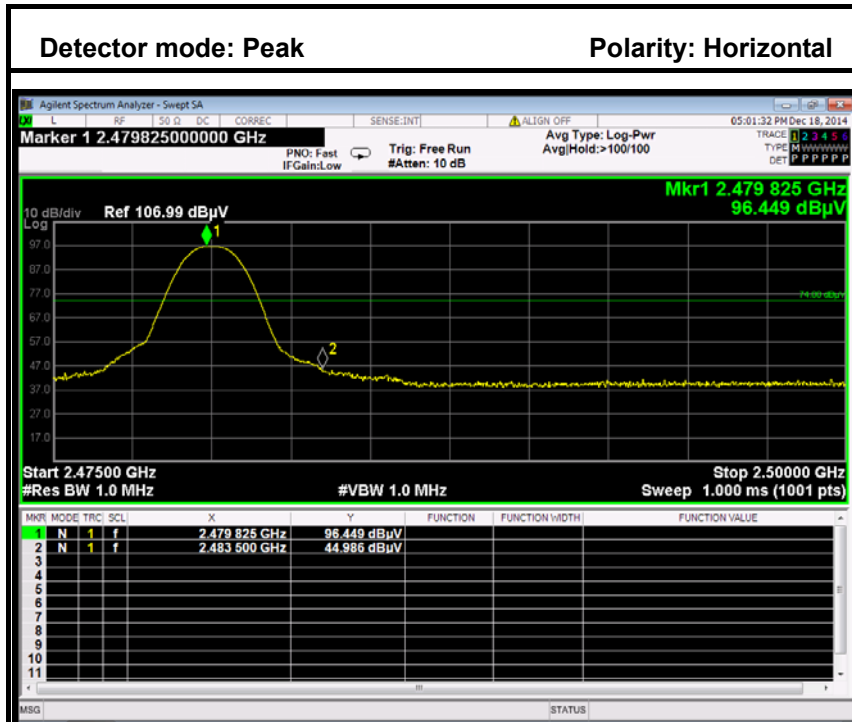 Detector mode: Peak Polarity: Horizontal
Agilent Spectrum Analyzer - Swept SA
LXI L RF 50 Ω DC CORREC SENSE:INT ALIGN OFF 05:01:32 PM Dec 18, 2014
Marker 1 2.479825000000 GHz
PNO: Fast
IFGain:Low
Trig: Free Run
#Atten: 10 dB
Avg Type: Log-Pwr
Avg|Hold:>100/100
TRACE 1 2 3 4 5 6
TYPE M W W W W W
DET P P P P P P
Mkr1 2.479 825 GHz
96.449 dBµV
10 dB/div Ref 106.99 dBµV
Log
1
97.0
87.0
77.0
74.00 dBµV
67.0
57.0
2
47.0
37.0
27.0
17.0
Start 2.47500 GHz Stop 2.50000 GHz
#Res BW 1.0 MHz #VBW 1.0 MHz Sweep 1.000 ms (1001 pts)
MKR MODE TRC SCL X Y FUNCTION FUNCTION WIDTH FUNCTION VALUE
1 N 1 f 2.479 825 GHz 96.449 dBµV
2 N 1 f 2.483 500 GHz 44.986 dBµV
3
4
5
6
7
8
9
10
11
MSG STATUS